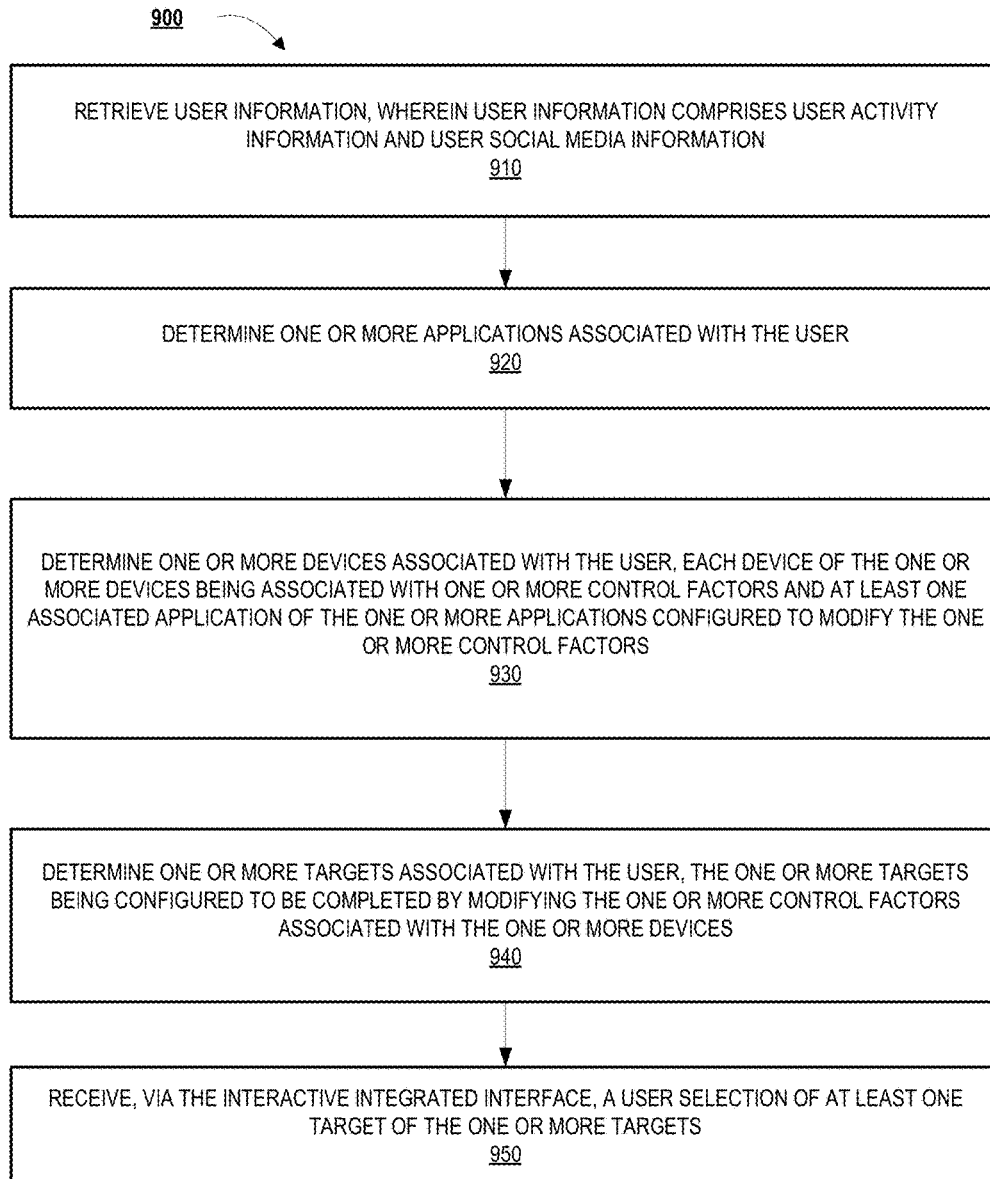 900
RETRIEVE USER INFORMATION, WHEREIN USER INFORMATION COMPRISES USER ACTIVITY
INFORMATION AND USER SOCIAL MEDIA INFORMATION
910
DETERMINE ONE OR MORE APPLICATIONS ASSOCIATED WITH THE USER
920
DETERMINE ONE OR MORE DEVICES ASSOCIATED WITH THE USER, EACH DEVICE OF THE ONE OR
MORE DEVICES BEING ASSOCIATED WITH ONE OR MORE CONTROL FACTORS AND AT LEAST ONE
ASSOCIATED APPLICATION OF THE ONE OR MORE APPLICATIONS CONFIGURED TO MODIFY THE ONE
OR MORE CONTROL FACTORS
930
DETERMINE ONE OR MORE TARGETS ASSOCIATED WITH THE USER, THE ONE OR MORE TARGETS
BEING CONFIGURED TO BE COMPLETED BY MODIFYING THE ONE OR MORE CONTROL FACTORS
ASSOCIATED WITH THE ONE OR MORE DEVICES
940
RECEIVE, VIA THE INTERACTIVE INTEGRATED INTERFACE, A USER SELECTION OF AT LEAST ONE
TARGET OF THE ONE OR MORE TARGETS
950